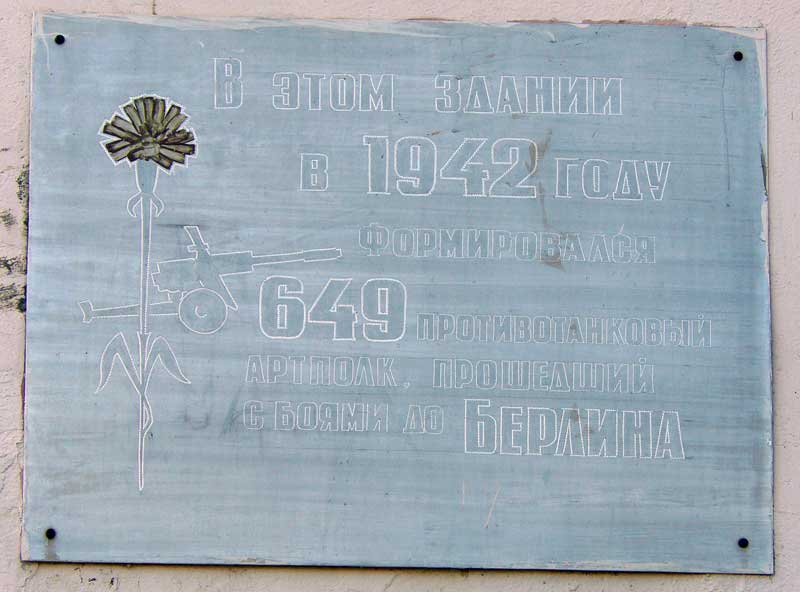 В ЭТОМ ЗДАНИИ
В 1942 ГОДУ
ФОРМИРОВАЛСЯ
649 ПРОТИВОТАНКОВЫЙ
АРТПОЛК, ПРОШЕДШИЙ
С БОЯМИ ДО БЕРЛИНА